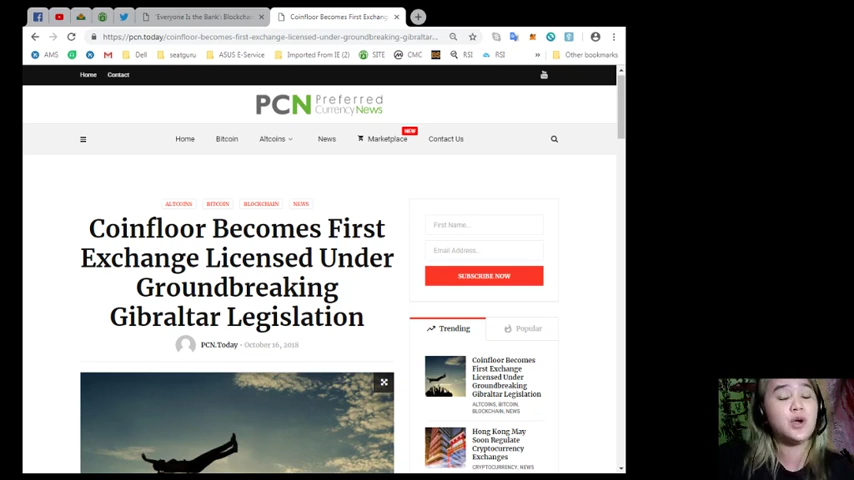 'Everyone Is the Bank': Blockchai
Coinfloor Becomes First Exchang
https://pcn.today/coinfloor-becomes-first-exchange-licensed-under-groundbreaking-gibraltar...
AMS
Dell
seatguru
ASUS E-Service
Imported From IE (2)
SITE
CMC
RSI
RSI
Other bookmarks
Home
Contact
PCN Preferred
CurrencyNews
NEW
Home
Bitcoin
Altcoins
News
Marketplace
Contact Us
ALTCOINS
BITCOIN
BLOCKCHAIN
NEWS
Coinfloor Becomes First
Exchange Licensed Under
Groundbreaking
Gibraltar Legislation
PCN.Today - October 16, 2018
First Name...
Email Address...
SUBSCRIBE NOW
Trending
Popular
Coinfloor Becomes
First Exchange
Licensed Under
Groundbreaking
Gibraltar Legislation
ALTCOINS, BITCOIN,
BLOCKCHAIN, NEWS
Hong Kong May
Soon Regulate
Cryptocurrency
Exchanges
CRYPTOCURRENCY, NEWS